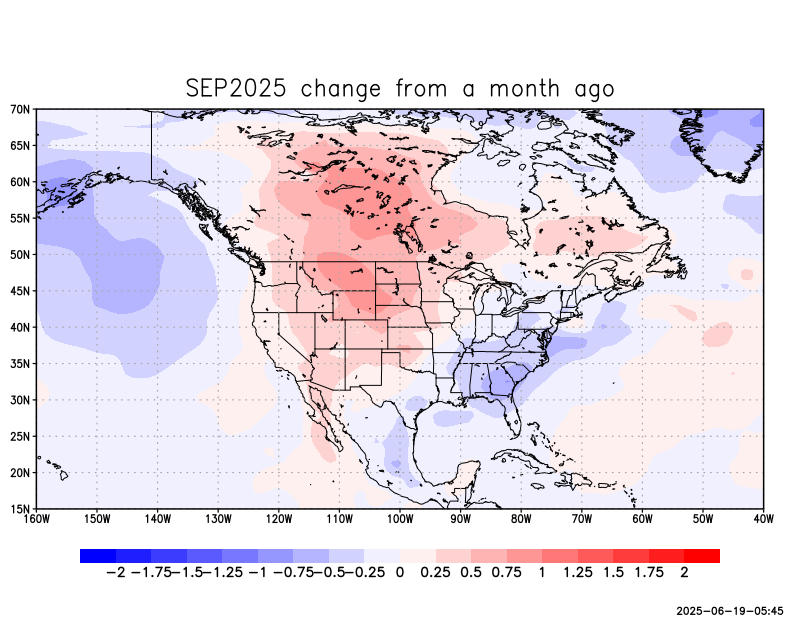 SEP2025 change from a month ago
70N
65N
60N
55N
50N
45N
40N
35N
30N
25N
20N
15N
160W 150W 140W 130W 120W 110W 100W 90W 80W 70W 60W 50W 40W
−2 −1.75 −1.5 −1.25 −1 −0.75 −0.5 −0.25 0 0.25 0.5 0.75 1 1.25 1.5 1.75 2
2025-06-19-05:45